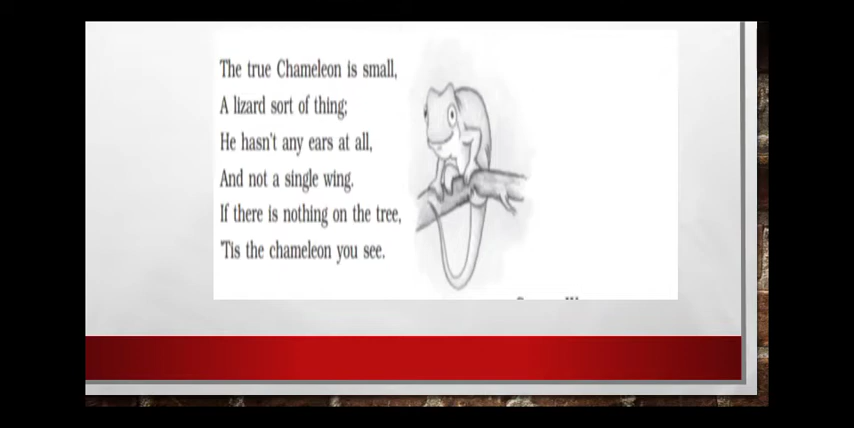 The true Chameleon is small,
A lizard sort of thing;
He hasn't any ears at all,
And not a single wing.
If there is nothing on the tree,
'Tis the chameleon you see.